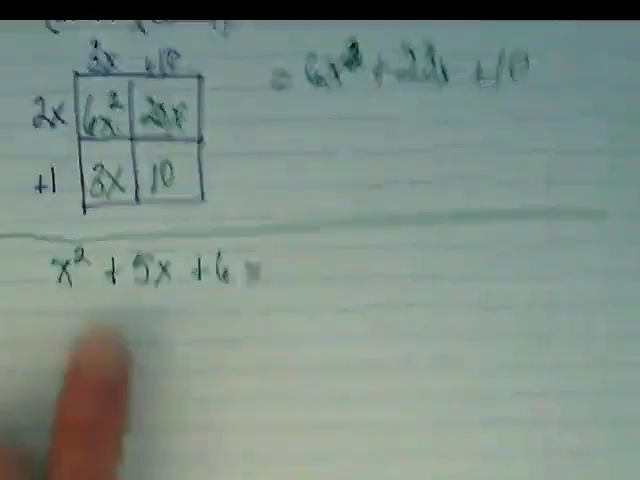 3x +10
= 6x² + 23x + 10
2x 6x² 20x
+1 3x 10
x² + 5x + 6 =